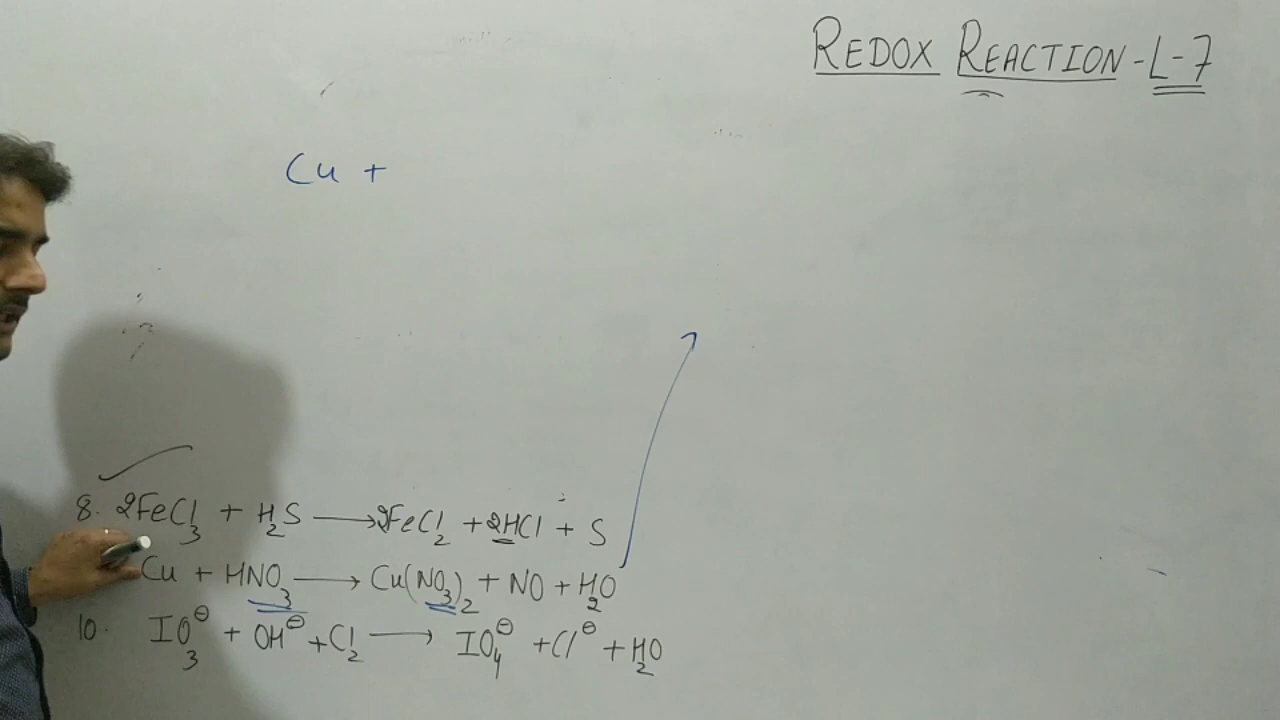 REDOX REACTION-L-7
Cu +
8. 2FeCl₃ + H₂S ⟶ 2FeCl₂ + 2HCl + S
Cu + HNO₃ ⟶ Cu(NO₃)₂ + NO + H₂O
10. IO₃⊖ + OH⊖ + Cl₂ ⟶ IO₄⊖ + Cl⊖ + H₂O